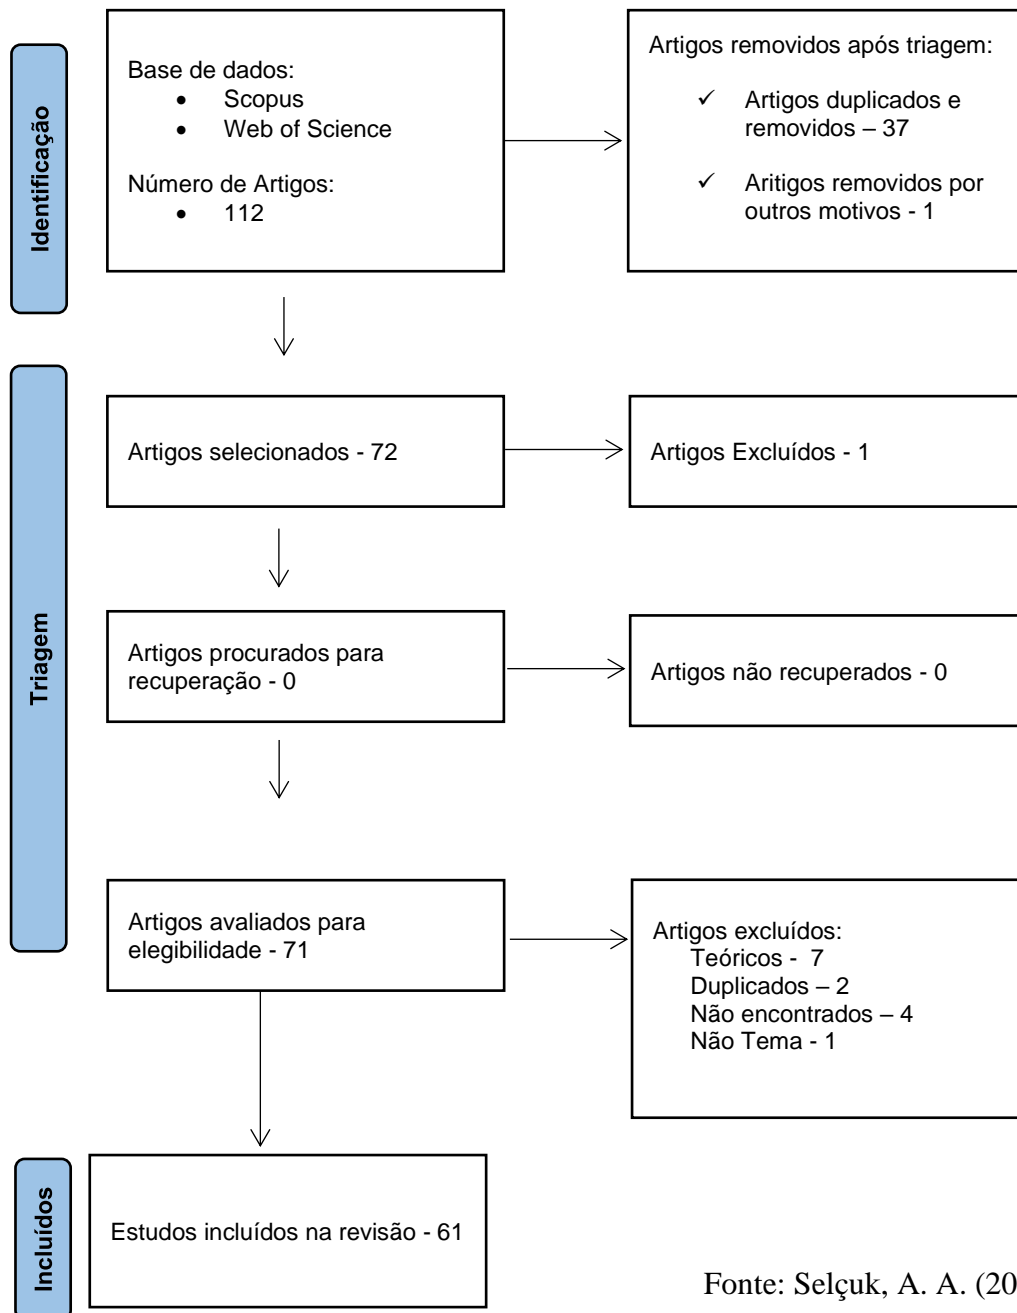 Identificação
Base de dados:
• Scopus
• Web of Science
Número de Artigos:
• 112
Artigos removidos após triagem:
✓ Artigos duplicados e
removidos – 37
✓ Aritigos removidos por
outros motivos - 1
Triagem
Artigos selecionados - 72
Artigos Excluídos - 1
Artigos procurados para
recuperação - 0
Artigos não recuperados - 0
Artigos avaliados para
elegibilidade - 71
Artigos excluídos:
Teóricos - 7
Duplicados – 2
Não encontrados – 4
Não Tema - 1
Incluídos
Estudos incluídos na revisão - 61
Fonte: Selçuk, A. A. (20